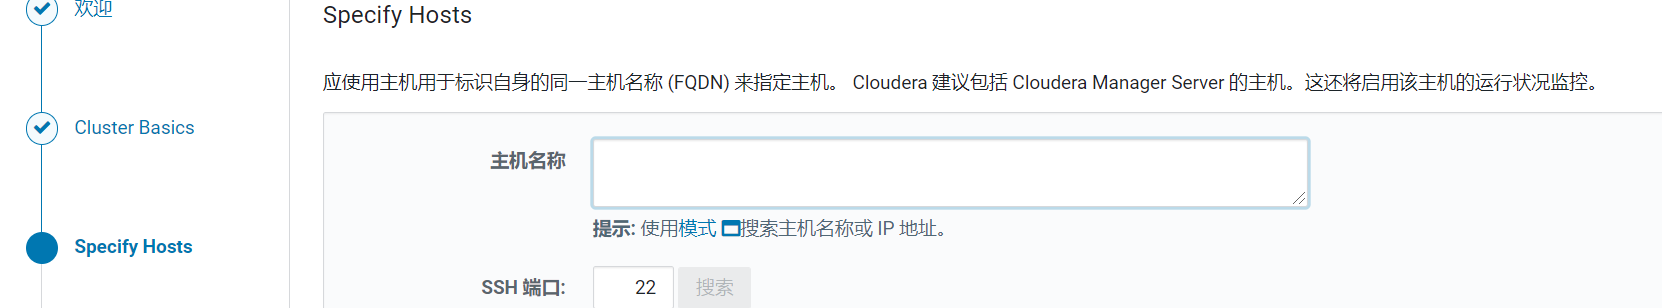 欢迎
Specify Hosts
应使用主机用于标识自身的同一主机名称 (FQDN) 来指定主机。 Cloudera 建议包括 Cloudera Manager Server 的主机。这还将启用该主机的运行状况监控。
Cluster Basics
主机名称
提示: 使用模式 搜索主机名称或 IP 地址。
Specify Hosts
SSH 端口: 22 搜索